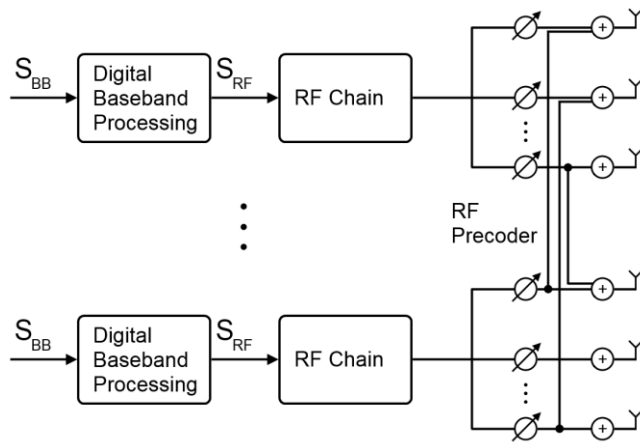 S_BB
Digital
Baseband
Processing
S_RF
RF Chain
+
+
+
RF
Precoder
S_BB
Digital
Baseband
Processing
S_RF
RF Chain
+
+
+